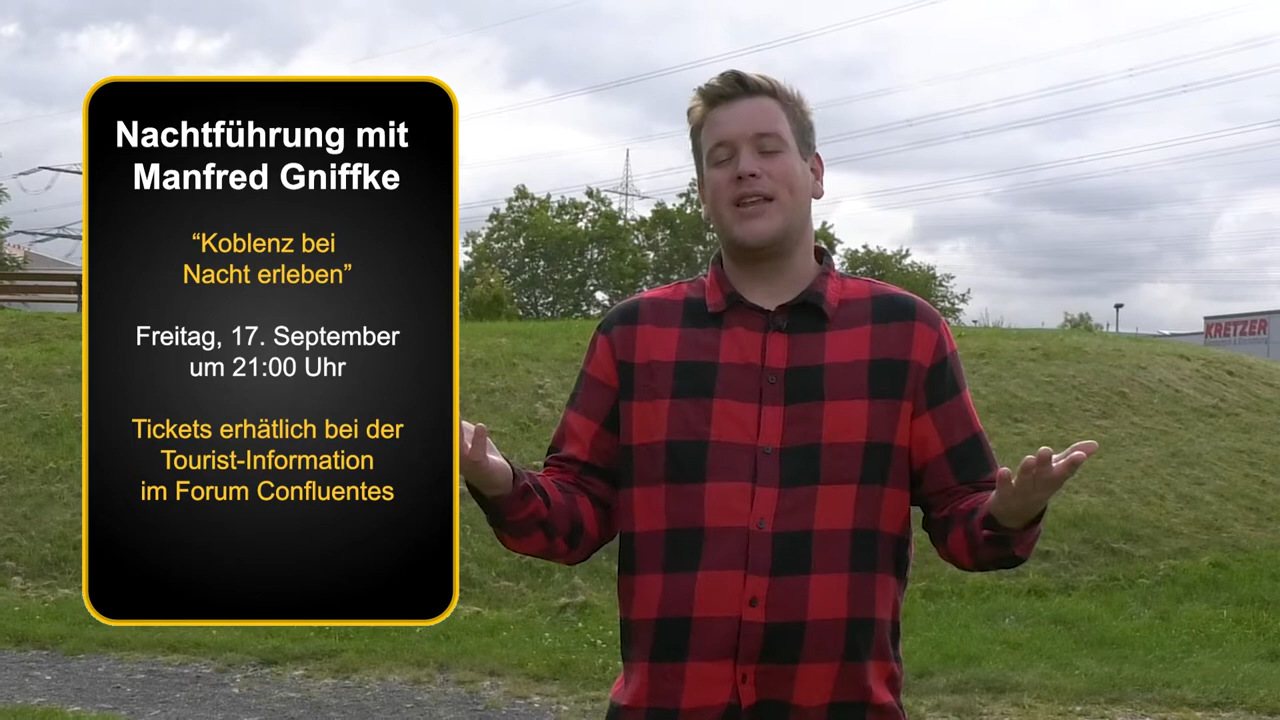 Nachtführung mit
Manfred Gniffke
“Koblenz bei
Nacht erleben”
Freitag, 17. September
um 21:00 Uhr
Tickets erhätlich bei der
Tourist-Information
im Forum Confluentes
KRETZER